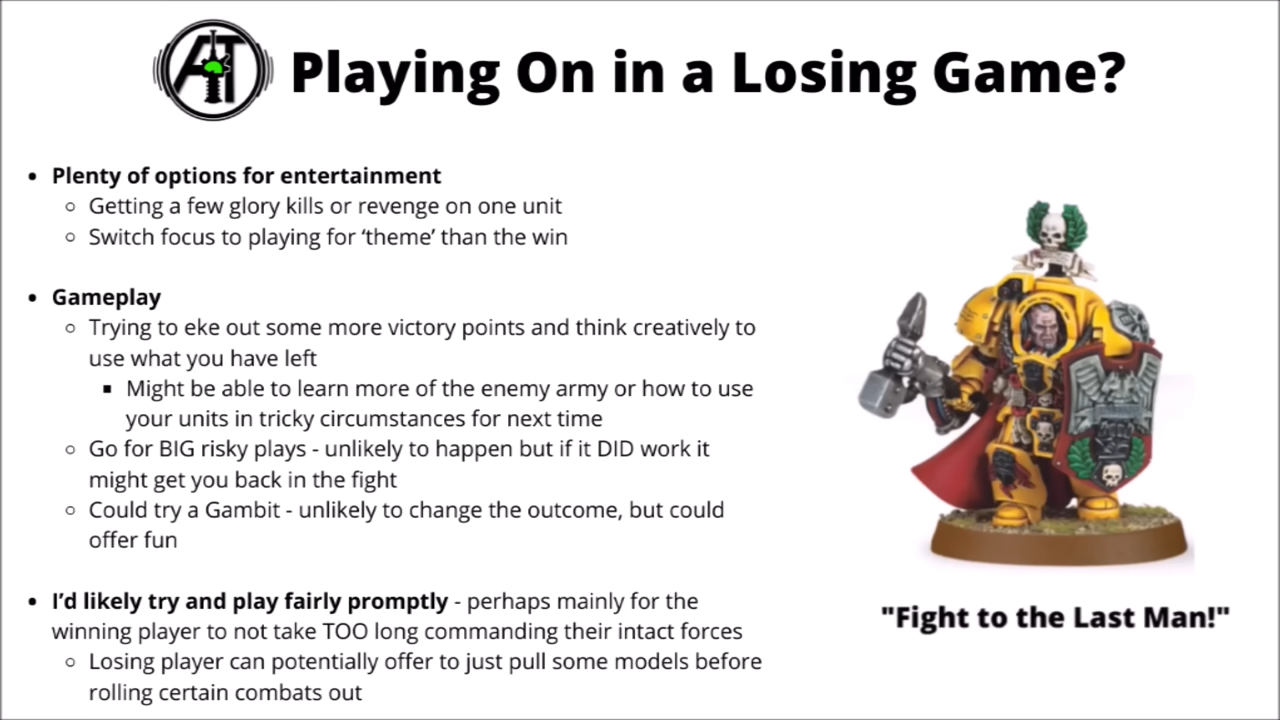 AT
Playing On in a Losing Game?
• Plenty of options for entertainment
○ Getting a few glory kills or revenge on one unit
○ Switch focus to playing for ‘theme’ than the win
• Gameplay
○ Trying to eke out some more victory points and think creatively to
use what you have left
▪ Might be able to learn more of the enemy army or how to use
your units in tricky circumstances for next time
○ Go for BIG risky plays - unlikely to happen but if it DID work it
might get you back in the fight
○ Could try a Gambit - unlikely to change the outcome, but could
offer fun
• I’d likely try and play fairly promptly - perhaps mainly for the
winning player to not take TOO long commanding their intact forces
○ Losing player can potentially offer to just pull some models before
rolling certain combats out
"Fight to the Last Man!"